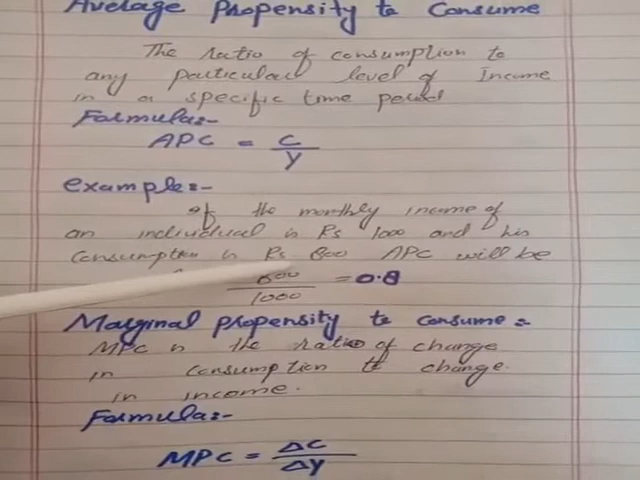 Average Propensity to Consume
The ratio of consumption to
any particular level of Income
in a specific time period
Formula:-
APC = C/Y
example:-
If the monthly income of
an individual is Rs 1000 and his
Consumption is Rs 800 APC will be
800/1000 = 0.8
Marginal Propensity to Consume:-
MPC is the ratio of change
in consumption to change
in income.
Formula:-
MPC = ΔC/ΔY